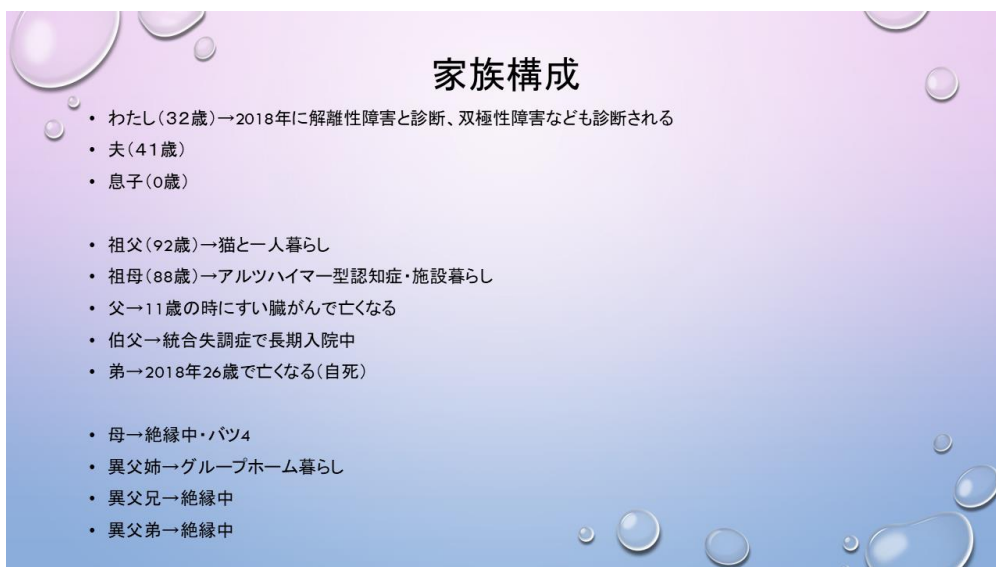 家族構成
• わたし(32歳)→2018年に解離性障害と診断、双極性障害なども診断される
• 夫(41歳)
• 息子(0歳)
• 祖父(92歳)→猫と一人暮らし
• 祖母(88歳)→アルツハイマー型認知症・施設暮らし
• 父→11歳の時にすい臓がんで亡くなる
• 伯父→統合失調症で長期入院中
• 弟→2018年26歳で亡くなる(自死)
• 母→絶縁中・バツ4
• 異父姉→グループホーム暮らし
• 異父兄→絶縁中
• 異父弟→絶縁中